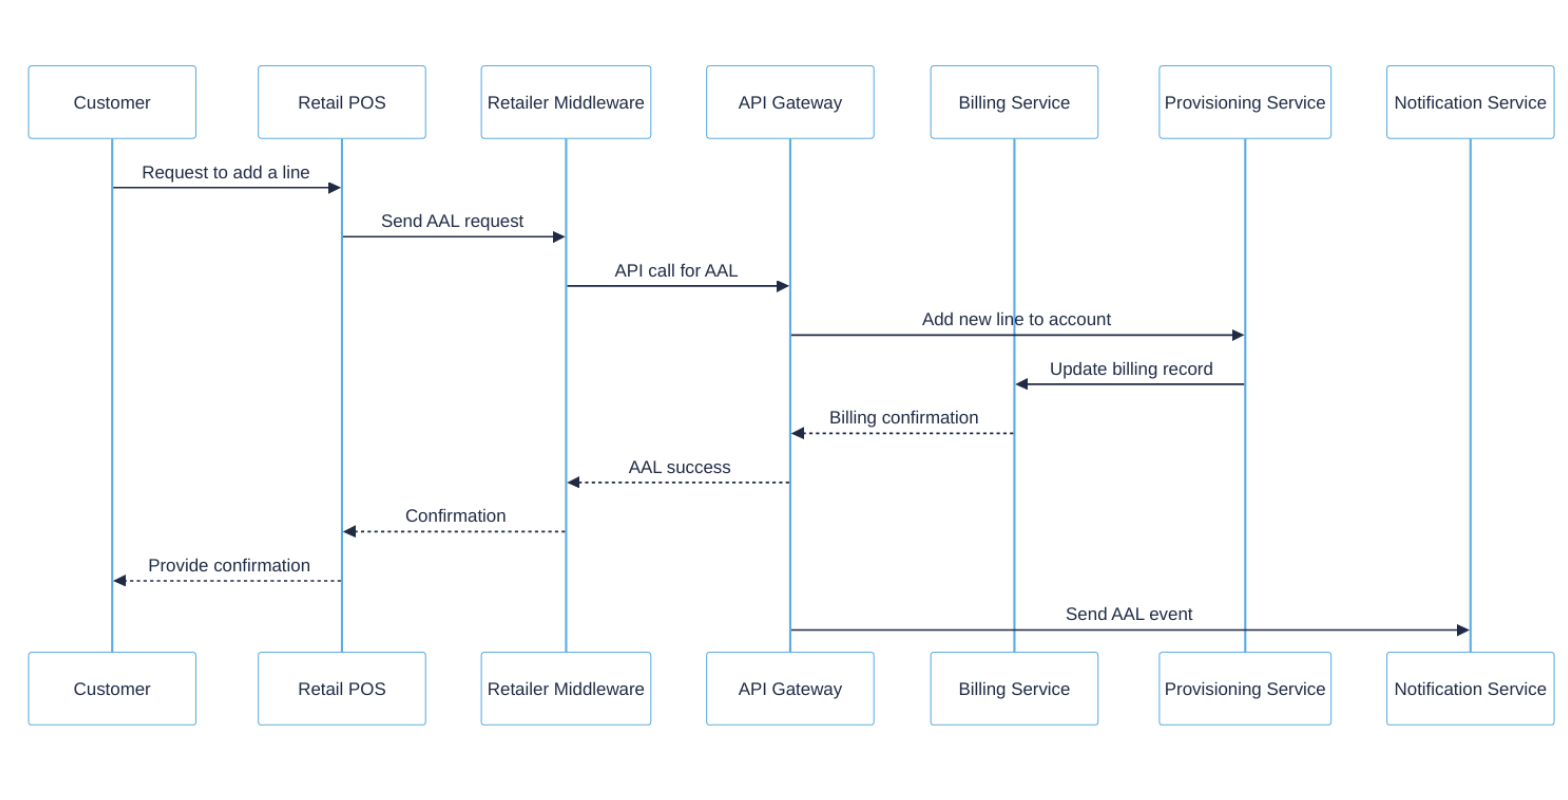 Customer
Retail POS
Retailer Middleware
API Gateway
Billing Service
Provisioning Service
Notification Service
Request to add a line
Send AAL request
API call for AAL
Add new line to account
Update billing record
Billing confirmation
AAL success
Confirmation
Provide confirmation
Send AAL event
Customer
Retail POS
Retailer Middleware
API Gateway
Billing Service
Provisioning Service
Notification Service